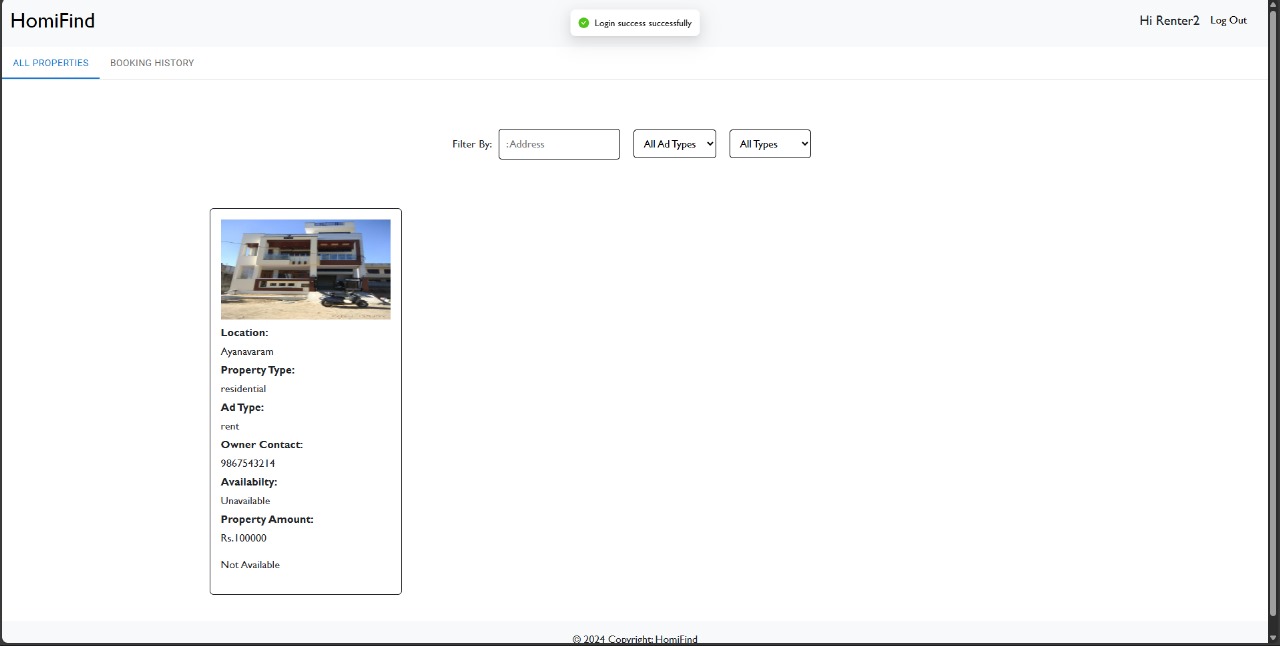 HomiFind
Login success successfully
Hi Renter2
Log Out
ALL PROPERTIES
BOOKING HISTORY
Filter By:
:Address
All Ad Types
All Types
Location:
Ayanavaram
Property Type:
residential
Ad Type:
rent
Owner Contact:
9867543214
Availabilty:
Unavailable
Property Amount:
Rs.100000
Not Available
© 2024 Copyright: HomiFind